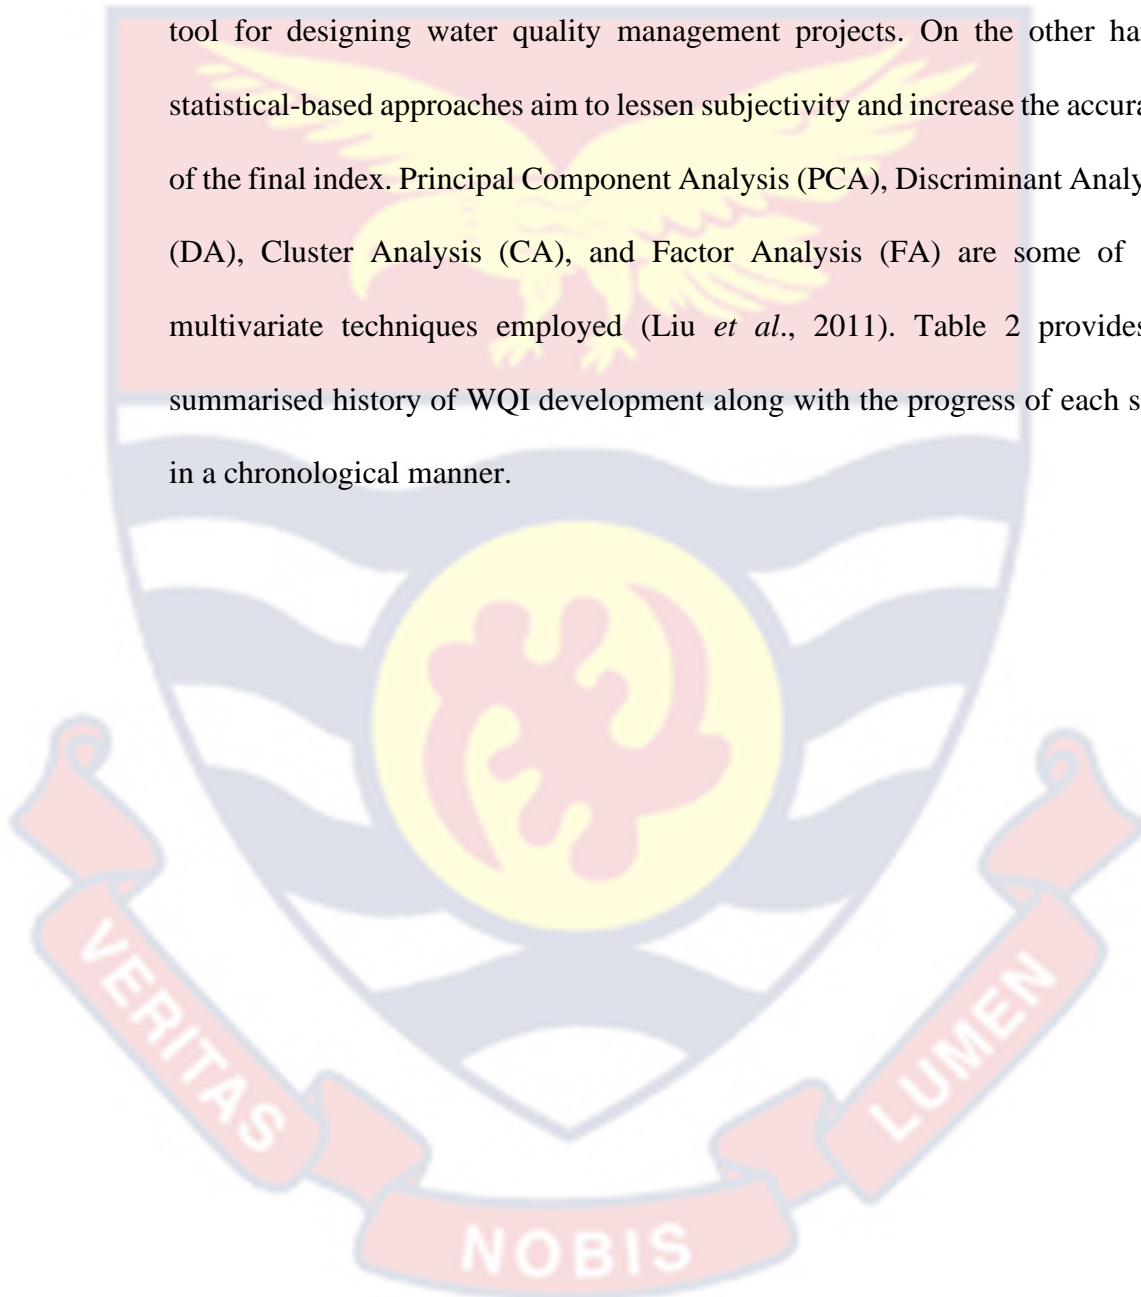 tool for designing water quality management projects. On the other ha
statistical-based approaches aim to lessen subjectivity and increase the accura
of the final index. Principal Component Analysis (PCA), Discriminant Analy
(DA), Cluster Analysis (CA), and Factor Analysis (FA) are some of
multivariate techniques employed (Liu et al., 2011). Table 2 provides
summarised history of WQI development along with the progress of each s
in a chronological manner.
VERITAS
NOBIS
LUMEN